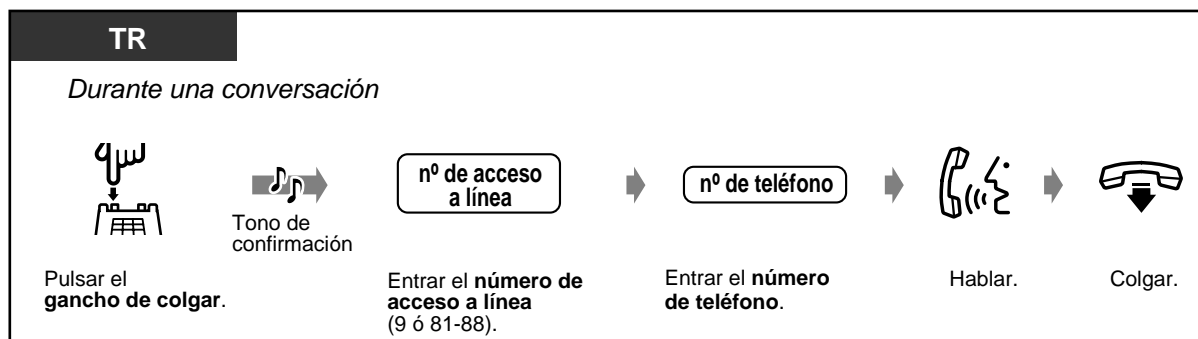 TR
Durante una conversación
nº de acceso
a línea
nº de teléfono
Tono de
confirmación
Pulsar el
gancho de colgar.
Entrar el número de
acceso a línea
(9 ó 81-88).
Entrar el número
de teléfono.
Hablar.
Colgar.